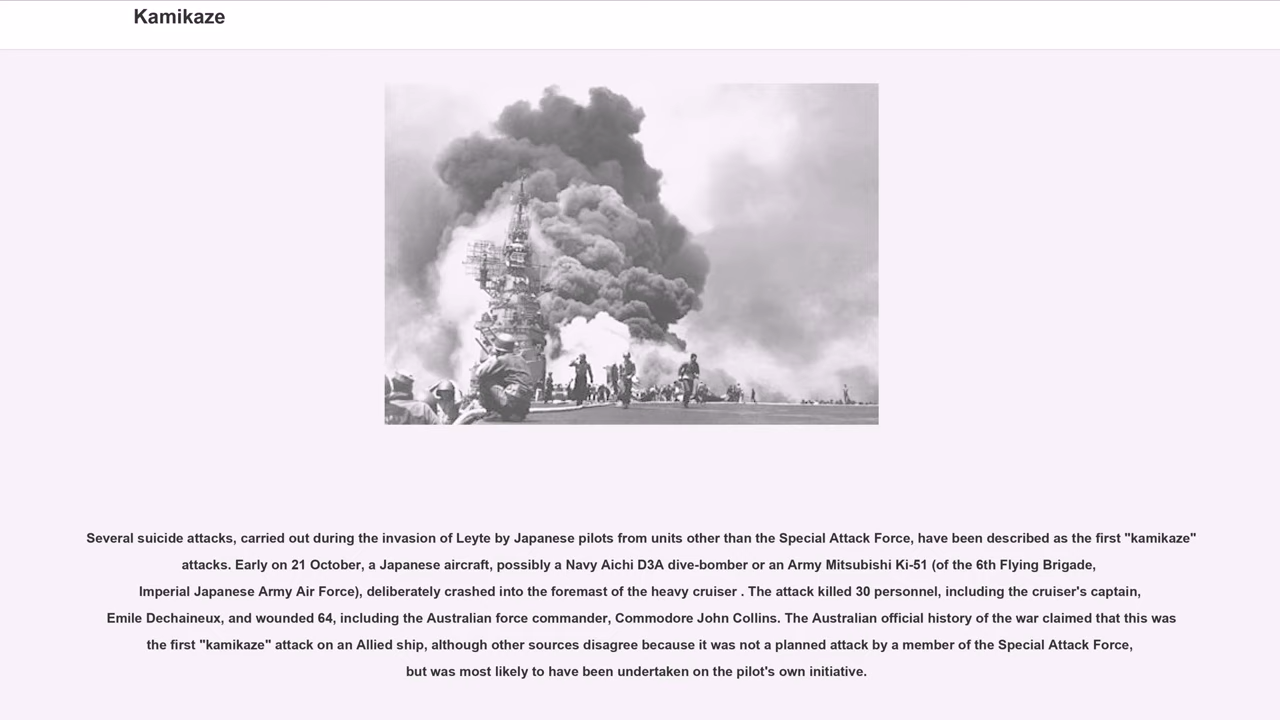 Kamikaze
Several suicide attacks, carried out during the invasion of Leyte by Japanese pilots from units other than the Special Attack Force, have been described as the first "kamikaze"
attacks. Early on 21 October, a Japanese aircraft, possibly a Navy Aichi D3A dive-bomber or an Army Mitsubishi Ki-51 (of the 6th Flying Brigade,
Imperial Japanese Army Air Force), deliberately crashed into the foremast of the heavy cruiser . The attack killed 30 personnel, including the cruiser's captain,
Emile Dechaineux, and wounded 64, including the Australian force commander, Commodore John Collins. The Australian official history of the war claimed that this was
the first "kamikaze" attack on an Allied ship, although other sources disagree because it was not a planned attack by a member of the Special Attack Force,
but was most likely to have been undertaken on the pilot's own initiative.